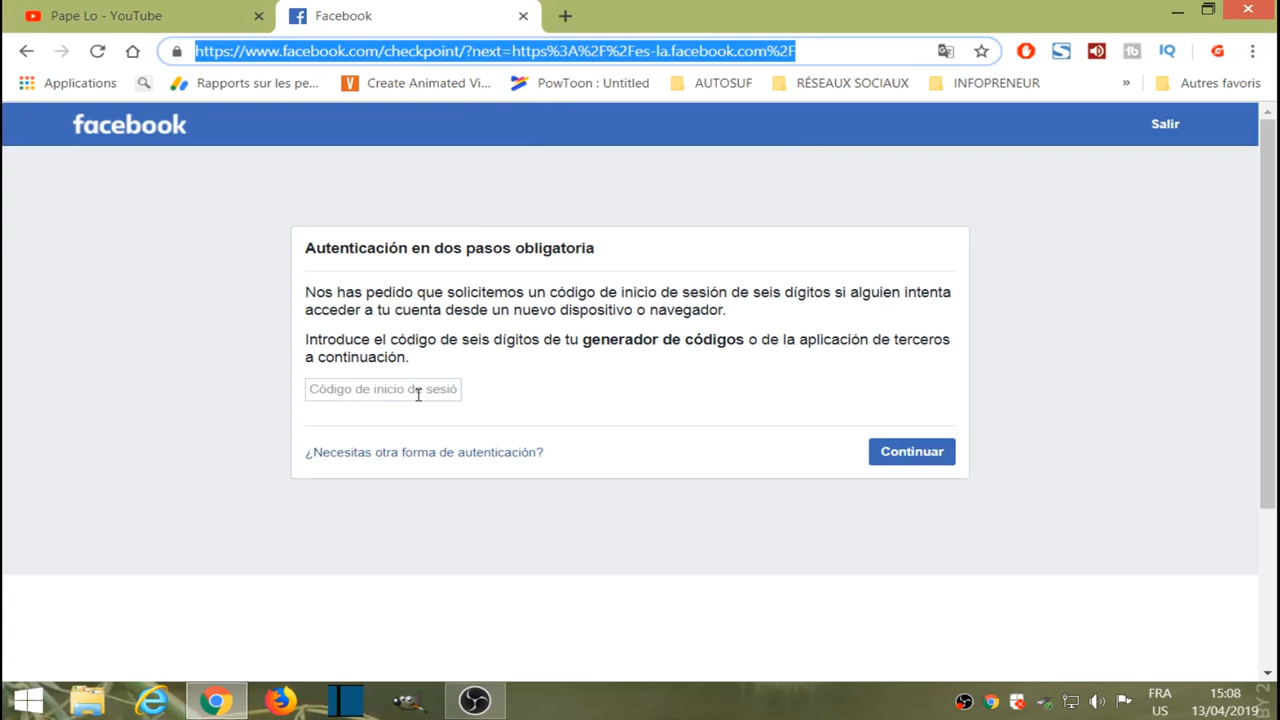 Pape Lo - YouTube
Facebook
https://www.facebook.com/checkpoint/?next=https%3A%2F%2Fes-la.facebook.com%2F
Applications
Rapports sur les pe...
Create Animated Vi...
PowToon : Untitled
AUTOSUF
RÉSEAUX SOCIAUX
INFOPRENEUR
»
Autres favoris
facebook
Salir
Autenticación en dos pasos obligatoria
Nos has pedido que solicitemos un código de inicio de sesión de seis dígitos si alguien intenta
acceder a tu cuenta desde un nuevo dispositivo o navegador.
Introduce el código de seis dígitos de tu generador de códigos o de la aplicación de terceros
a continuación.
Código de inicio de sesió
¿Necesitas otra forma de autenticación?
Continuar
FRA
US
15:08
13/04/2019